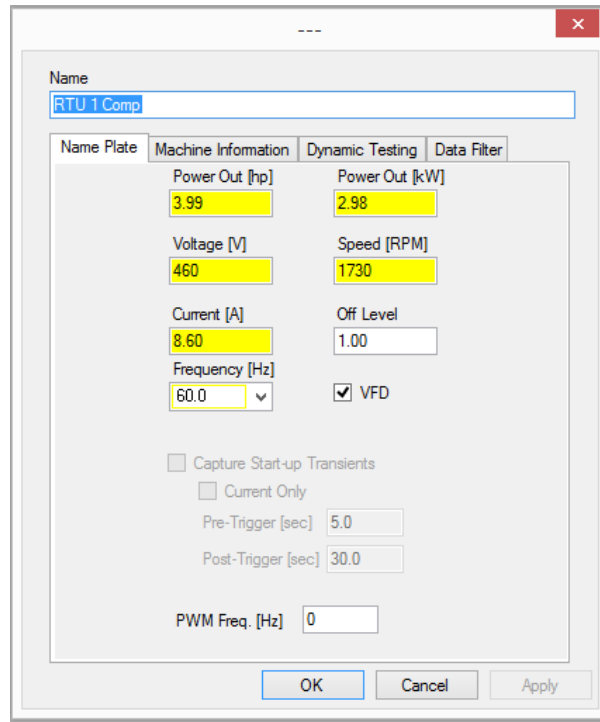 ---
Name
RTU 1 Comp
Name Plate Machine Information Dynamic Testing Data Filter
Power Out [hp] Power Out [kW]
3.99 2.98
Voltage [V] Speed [RPM]
460 1730
Current [A] Off Level
8.60 1.00
Frequency [Hz]
60.0 VFD
Capture Start-up Transients
Current Only
Pre-Trigger [sec] 5.0
Post-Trigger [sec] 30.0
PWM Freq. [Hz] 0
OK Cancel Apply